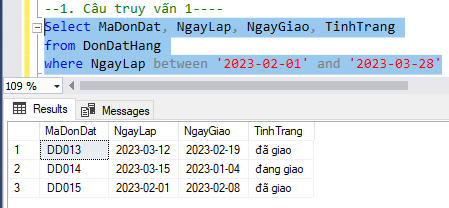 --1. Câu truy vấn 1----
Select MaDonDat, NgayLap, NgayGiao, TinhTrang
from DonDatHang
where NgayLap between '2023-02-01' and '2023-03-28'
109 %
Results Messages
MaDonDat NgayLap NgayGiao TinhTrang
1 DD013 2023-03-12 2023-02-19 đã giao
2 DD014 2023-03-15 2023-01-04 đang giao
3 DD015 2023-02-01 2023-02-08 đã giao